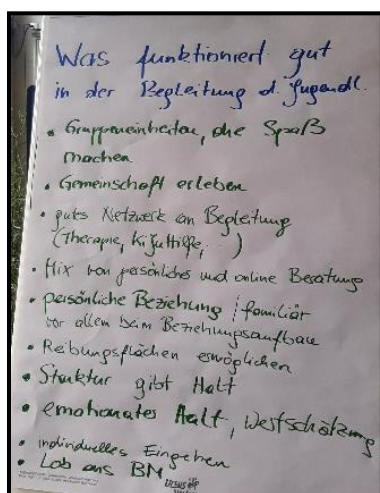 Was funktioniert gut
in der Begleitung d. Jugendl.
• Gruppeneinheiten, die Spaß
machen
• Gemeinschaft erleben
• gutes Netzwerk an Begleitung
(Therapie, KiJuHilfe, )
• Mix von persönliches und online Beratung
• persönliche Beziehung / familiär
vor allem beim Beziehungsaufbau
• Reibungsflächen ermöglichen
• Struktur gibt Halt
• emotionales Halt, Wertschätzung
• individuelles Eingehen
• Lob ans BM